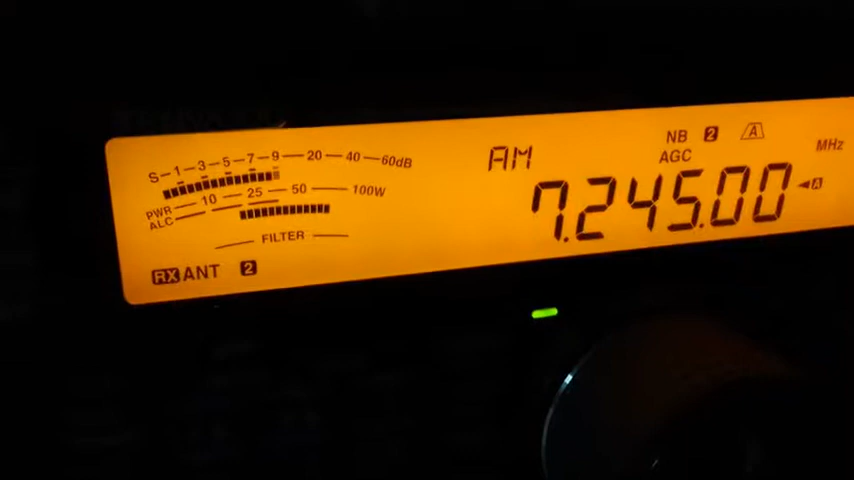 S-1-3-5-7-9-20-40-60dB
PWR-10-25-50-100W
ALC
FILTER
RX ANT 2
AM
NB 2 A
AGC
MHz
7.245.00 ◄A